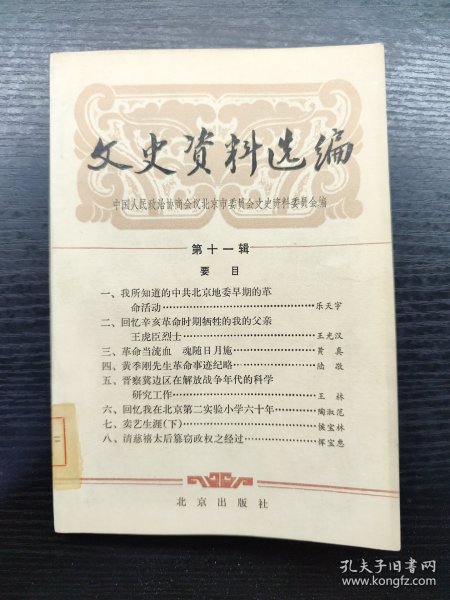 文史资料选编
中国人民政治协商会议北京市委员会文史资料委员会编
第十一辑
要 目
一、我所知道的中共北京地委早期的革
命活动……………………………乐天宇
二、回忆辛亥革命时期牺牲的我的父亲
王虎臣烈士………………………王光汉
三、革命当流血 魂随日月旋………………黄真
四、黄季刚先生革命事迹纪略………………陆敬
五、晋察冀边区在解放战争年代的科学
研究工作…………………………王林
六、回忆我在北京第二实验小学六十年……陶淑范
七、卖艺生涯(下)………………………侯宝林
八、清慈禧太后篡窃政权之经过……………恽宝惠
北京出版社
孔夫子旧书网
www.kongfz.com